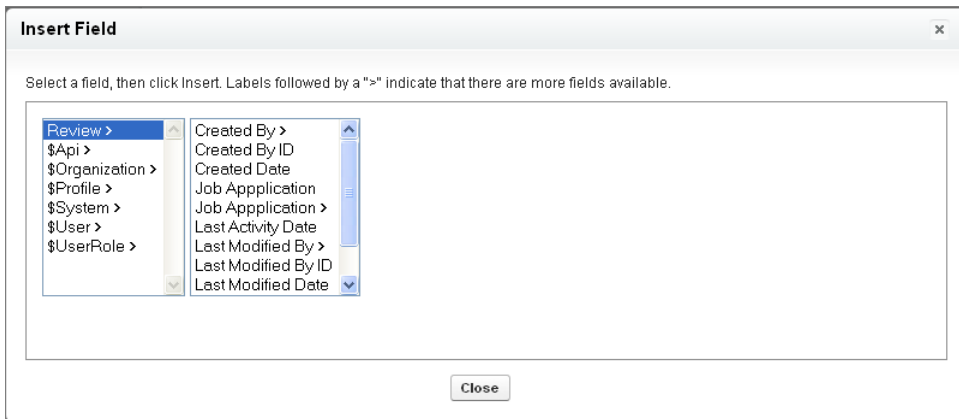 Insert Field
Select a field, then click Insert. Labels followed by a ">" indicate that there are more fields available.
Review >
$Api >
$Organization >
$Profile >
$System >
$User >
$UserRole >
Created By >
Created By ID
Created Date
Job Appplication
Job Appplication >
Last Activity Date
Last Modified By >
Last Modified By ID
Last Modified Date
Close